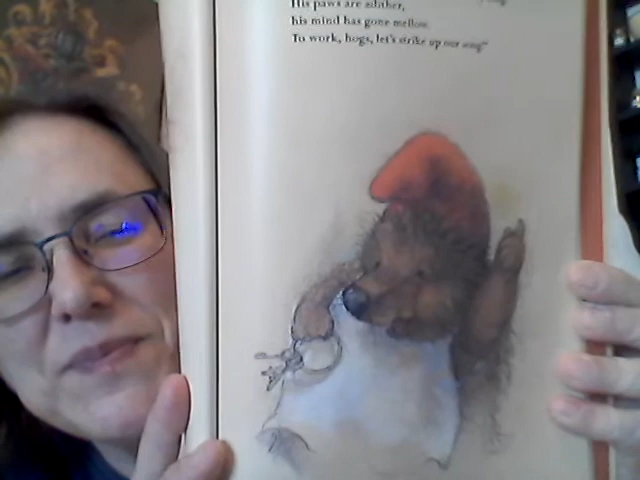 His paws are
his mind has gone mellow.
To work, hogs, let's strike up our song"